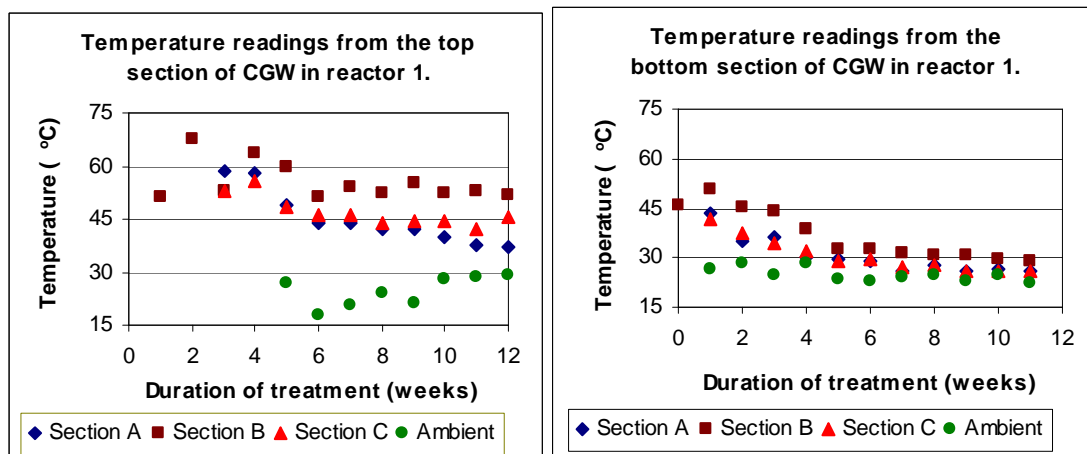 Temperature readings from the top
section of CGW in reactor 1.
Temperature ( ºC)
75
60
45
30
15
0 2 4 6 8 10 12
Duration of treatment (weeks)
Section A Section B Section C Ambient
Temperature readings from the
bottom section of CGW in reactor 1.
Temperature ( ºC)
75
60
45
30
15
0 2 4 6 8 10 12
Duration of treatment (weeks)
Section A Section B Section C Ambient